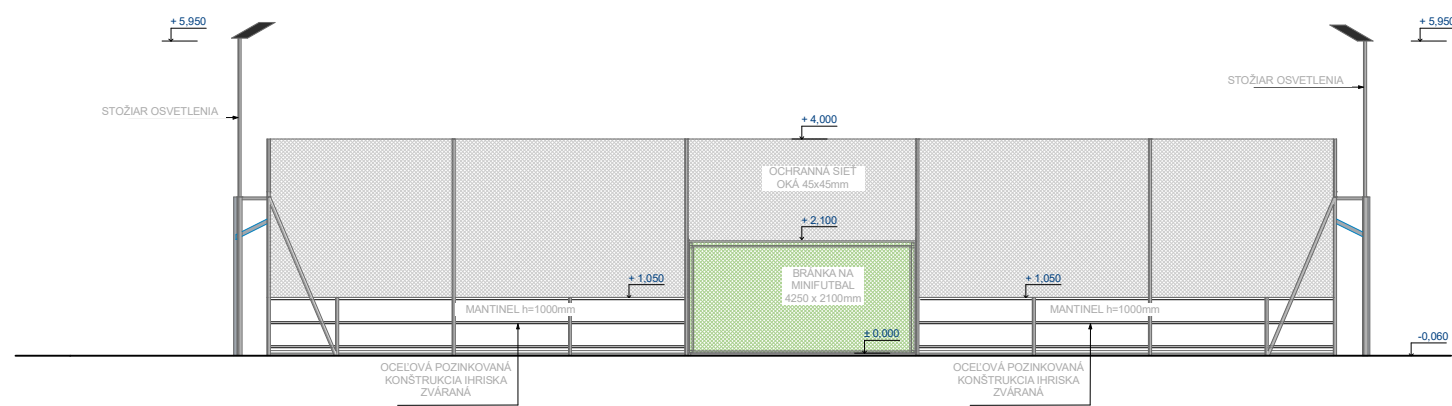 + 5,950
+ 5,950
STOŽIAR OSVETLENIA
STOŽIAR OSVETLENIA
+ 4,000
OCHRANNÁ SIEŤ
OKÁ 45x45mm
+ 2,100
BRÁNKA NA
MINIFUTBAL
4250 x 2100mm
+ 1,050
+ 1,050
MANTINEL h=1000mm
MANTINEL h=1000mm
± 0,000
-0,060
OCEĽOVÁ POZINKOVANÁ
KONŠTRUKCIA IHRISKA
ZVÁRANÁ
OCEĽOVÁ POZINKOVANÁ
KONŠTRUKCIA IHRISKA
ZVÁRANÁ